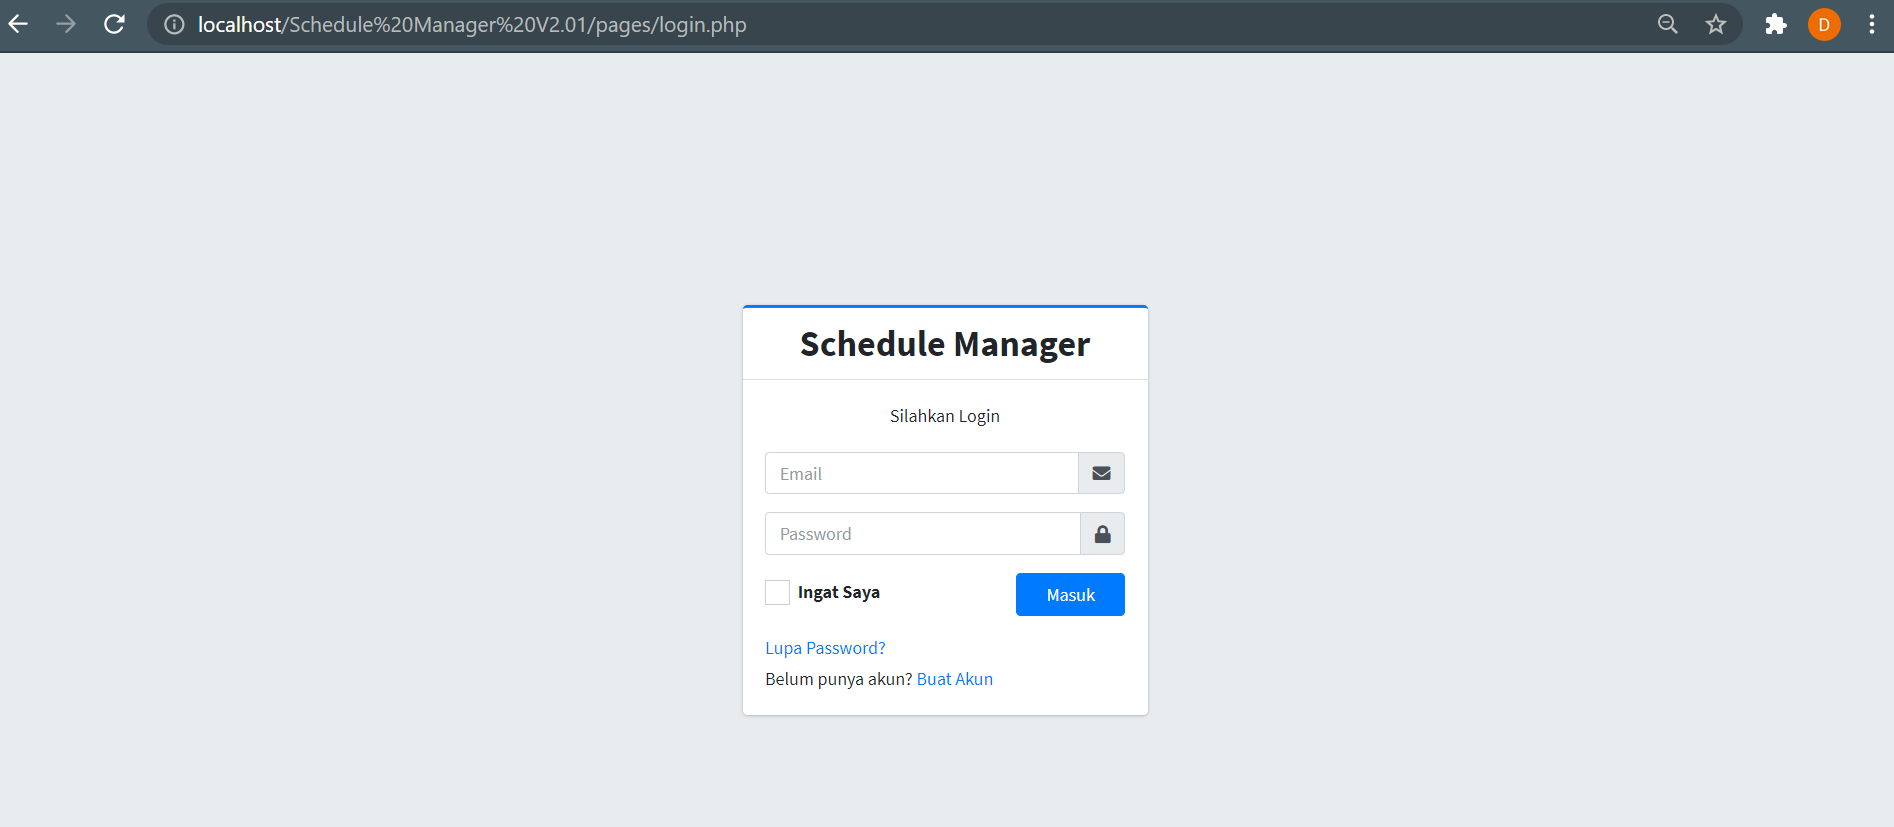 localhost/Schedule%20Manager%20V2.01/pages/login.php
D
Schedule Manager
Silahkan Login
Email
Password
Ingat Saya
Masuk
Lupa Password?
Belum punya akun? Buat Akun